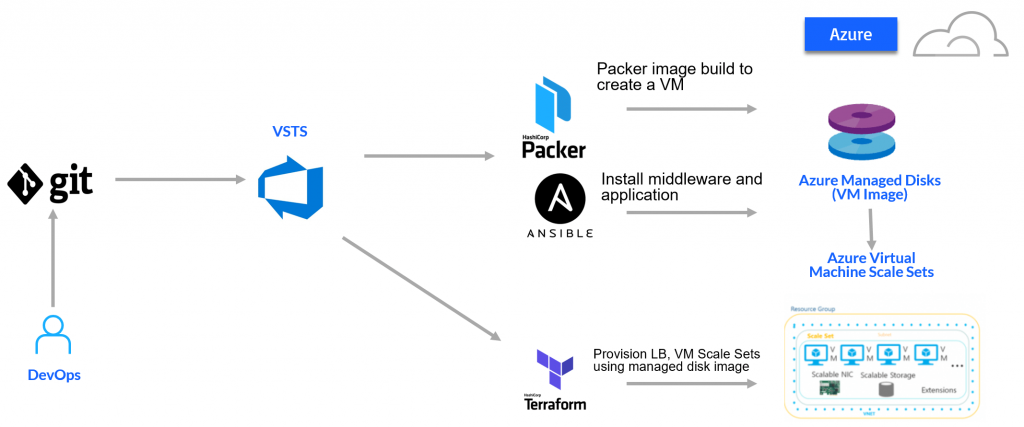 Azure
Packer image build to
create a VM
VSTS
HashiCorp
Packer
git
Install middleware and
application
ANSIBLE
Azure Managed Disks
(VM Image)
Azure Virtual
Machine Scale Sets
DevOps
HashiCorp
Terraform
Provision LB, VM Scale Sets
using managed disk image
Resource Group
Scale Set
V
M
V
M
V
M
V
M
...
Scalable NIC
Scalable Storage
Extensions
VNET